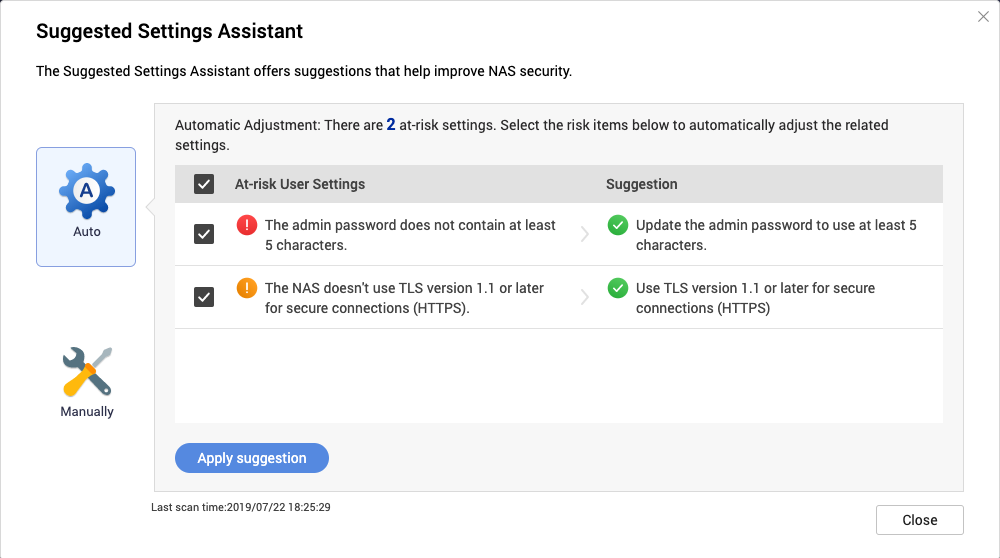 Suggested Settings Assistant
The Suggested Settings Assistant offers suggestions that help improve NAS security.
A
Auto
Manually
Automatic Adjustment: There are 2 at-risk settings. Select the risk items below to automatically adjust the related
settings.
At-risk User Settings
Suggestion
The admin password does not contain at least
5 characters.
Update the admin password to use at least 5
characters.
The NAS doesn't use TLS version 1.1 or later
for secure connections (HTTPS).
Use TLS version 1.1 or later for secure
connections (HTTPS)
Apply suggestion
Last scan time:2019/07/22 18:25:29
Close